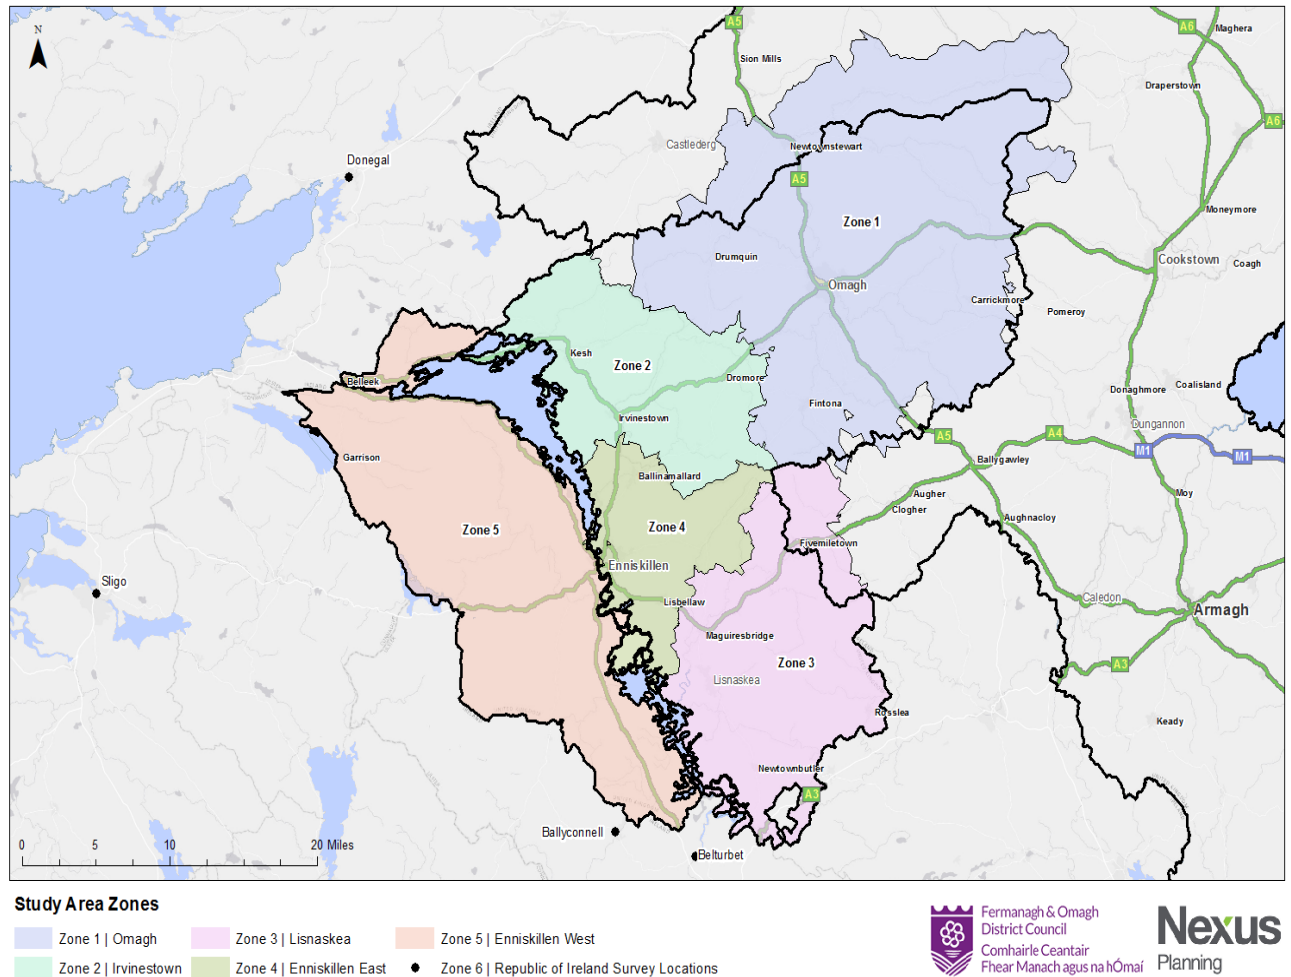 N
A5
Sion Mills
A6
Maghera
Draperstown
A6
Castlederg
Newtownstewart
Donegal
A5
Moneymore
Zone 1
Drumquin
Cookstown
Coagh
Omagh
Carrickmore
Pomeroy
Kesh
Zone 2
Belleek
Dromore
Donaghmore
Coalisland
Fintona
Irvinestown
Dungannon
A5
A4
M1
M1
Garrison
Ballygawley
Ballinamallard
Augher
Moy
Clogher
Aughnacloy
Zone 5
Zone 4
Fivemiletown
Enniskillen
Sligo
Lisbellaw
Caledon
Armagh
Maguiresbridge
Zone 3
A3
Lisnaskea
Rosslea
Keady
Newtownbutler
A3
Ballyconnell
Belturbet
0 5 10 20 Miles
Study Area Zones
Zone 1 | Omagh
Zone 3 | Lisnaskea
Zone 5 | Enniskillen West
Zone 2 | Irvinestown
Zone 4 | Enniskillen East
Zone 6 | Republic of Ireland Survey Locations
Fermanagh & Omagh
District Council
Comhairle Ceantair
Fhear Manach agus na hÓmaí
Nexus
Planning